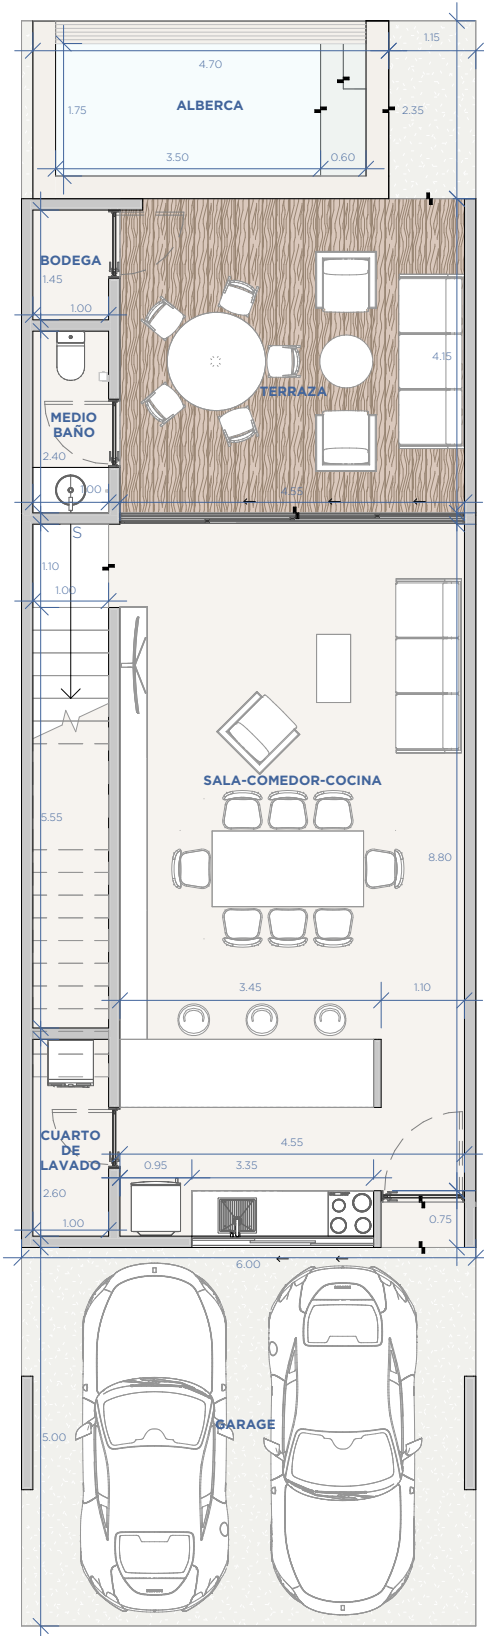 1.15
4.70
1.75
ALBERCA
2.35
3.50
0.60
BODEGA
1.45
1.00
4.15
TERRAZA
MEDIO
BAÑO
2.40
1.00
4.55
S
1.10
1.00
SALA-COMEDOR-COCINA
5.55
8.80
3.45
1.10
CUARTO
DE
LAVADO
4.55
0.95
3.35
2.60
1.00
0.75
6.00
GARAGE
5.00